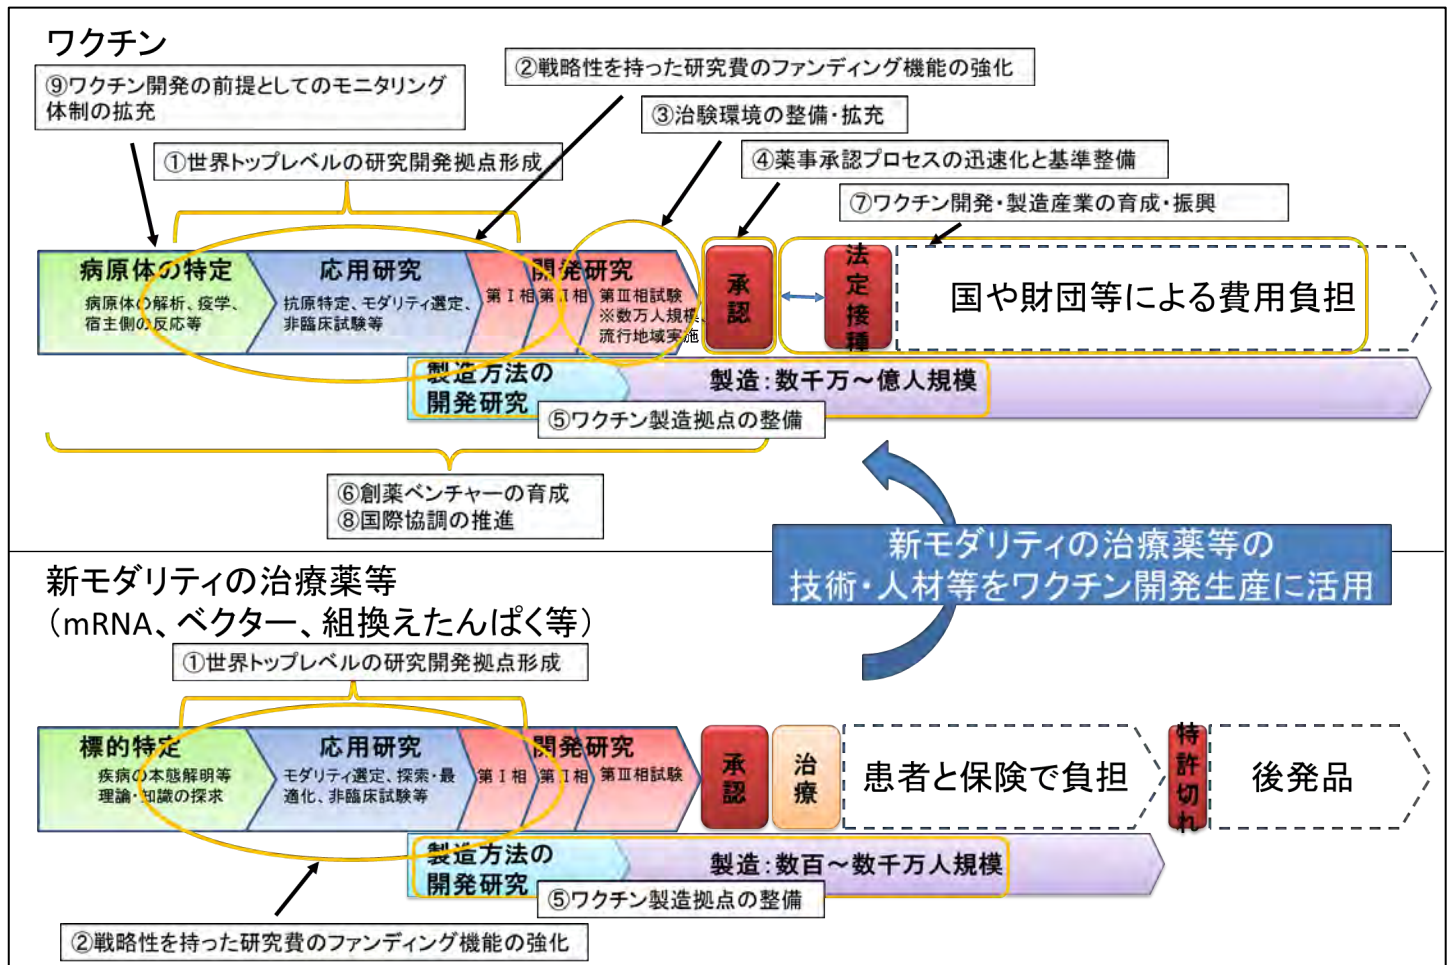 ワクチン
⑨ワクチン開発の前提としてのモニタリング
体制の拡充
②戦略性を持った研究費のファンディング機能の強化
③治験環境の整備・拡充
①世界トップレベルの研究開発拠点形成
④薬事承認プロセスの迅速化と基準整備
⑦ワクチン開発・製造産業の育成・振興
病原体の特定
病原体の解析、疫学、
宿主側の反応等
応用研究
抗原特定、モダリティ選定、
非臨床試験等
開発研究
第Ⅰ相
第Ⅱ相
第Ⅲ相試験
※数万人規模、
流行地域実施
承認
法定接種
国や財団等による費用負担
製造方法の
開発研究
製造：数千万～億人規模
⑤ワクチン製造拠点の整備
⑥創薬ベンチャーの育成
⑧国際協調の推進
新モダリティの治療薬等の
技術・人材等をワクチン開発生産に活用
新モダリティの治療薬等
（mRNA、ベクター、組換えたんぱく等）
①世界トップレベルの研究開発拠点形成
標的特定
疾病の本態解明等
理論・知識の探求
応用研究
モダリティ選定、探索・最
適化、非臨床試験等
開発研究
第Ⅰ相
第Ⅱ相
第Ⅲ相試験
承認
治療
患者と保険で負担
特許切れ
後発品
製造方法の
開発研究
製造：数百～数千万人規模
⑤ワクチン製造拠点の整備
②戦略性を持った研究費のファンディング機能の強化